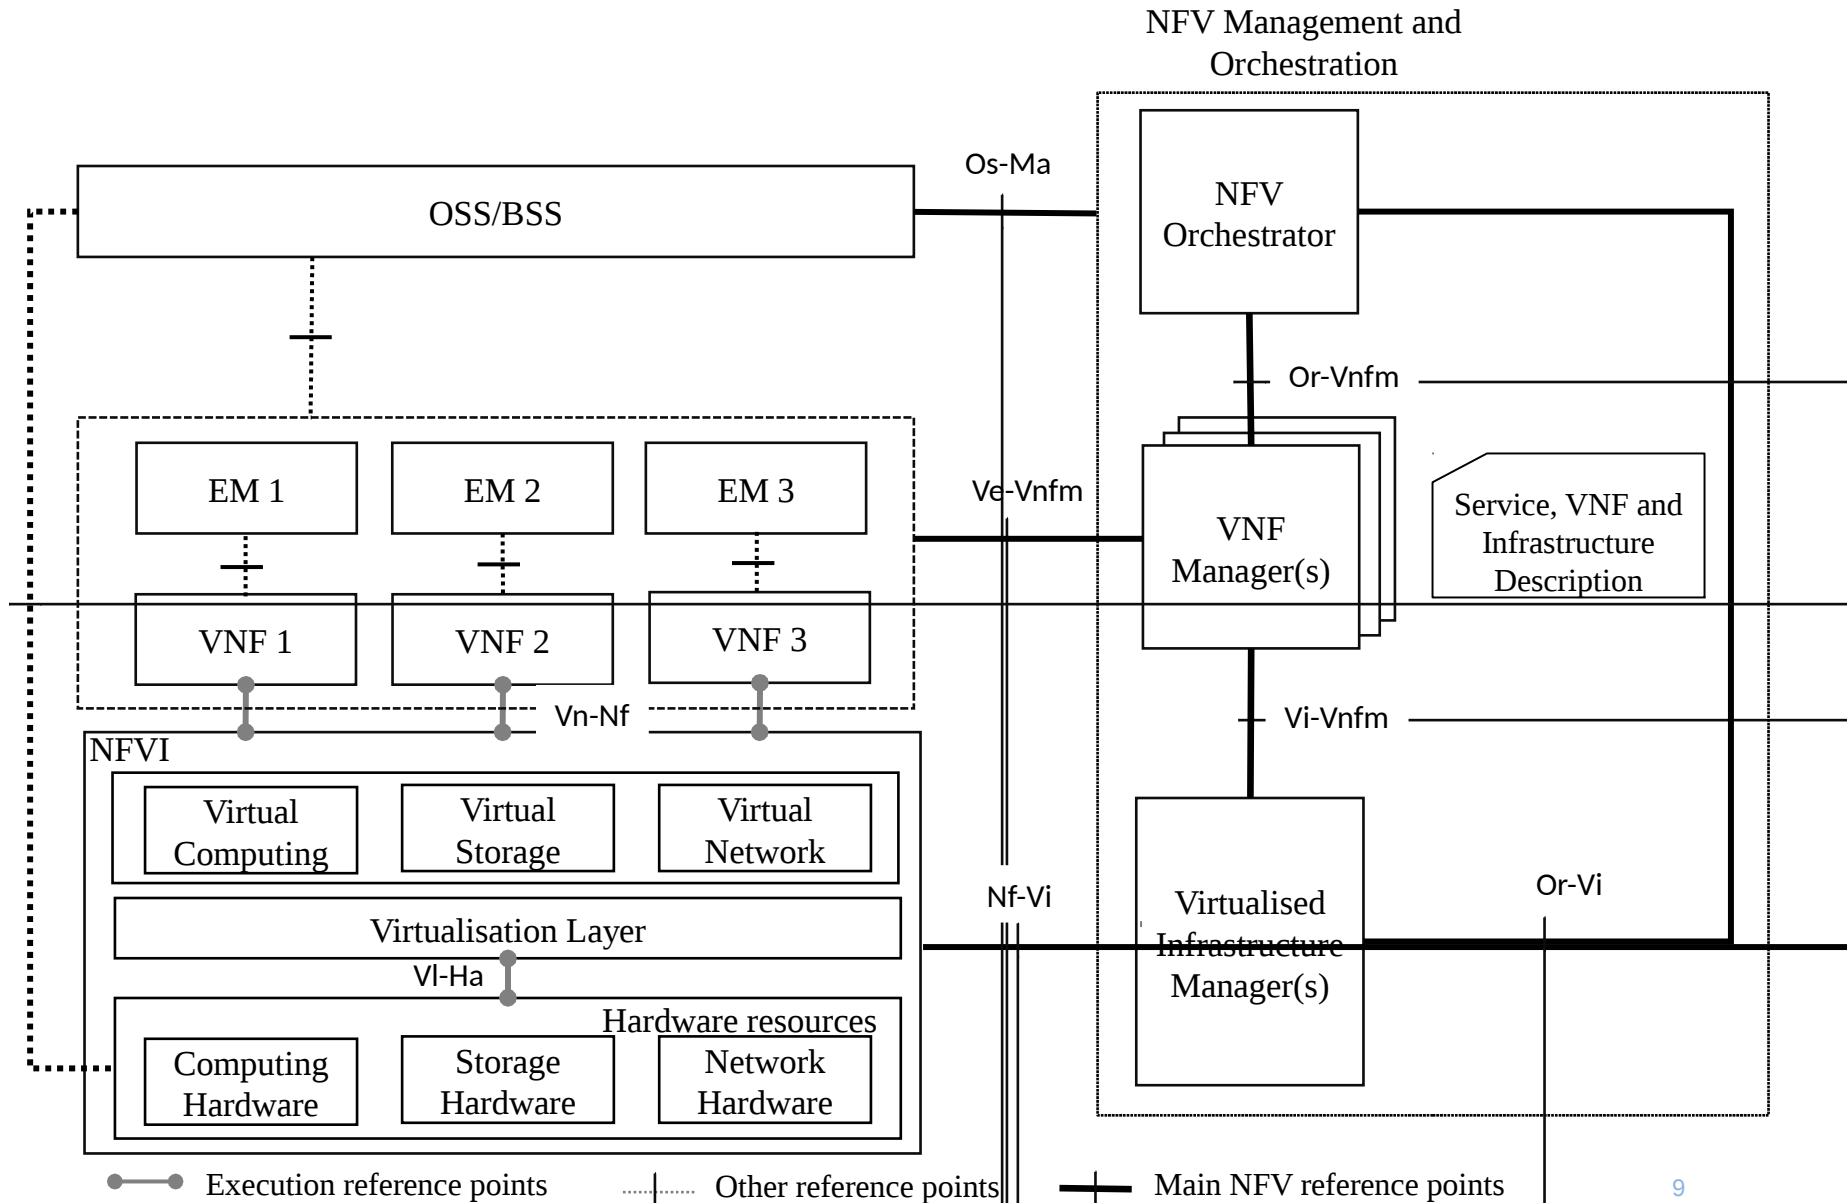 NFV Management and
Orchestration
Os-Ma
OSS/BSS
NFV
Orchestrator
Or-Vnfm
EM 1
EM 2
EM 3
Ve-Vnfm
VNF
Manager(s)
Service, VNF and
Infrastructure
Description
VNF 1
VNF 2
VNF 3
Vn-Nf
Vi-Vnfm
NFVI
Virtual
Computing
Virtual
Storage
Virtual
Network
Nf-Vi
Or-Vi
Virtualised
Infrastructure
Manager(s)
Virtualisation Layer
Vl-Ha
Hardware resources
Computing
Hardware
Storage
Hardware
Network
Hardware
Execution reference points
Other reference points
Main NFV reference points
9